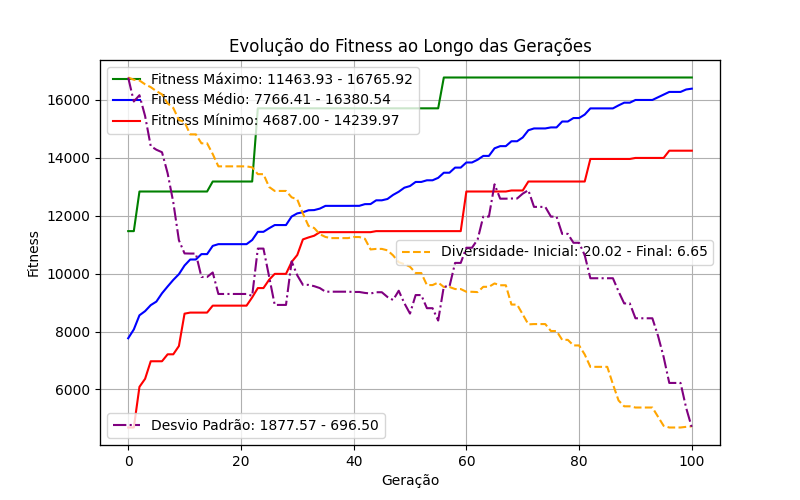 Evolução do Fitness ao Longo das Gerações
Fitness Máximo: 11463.93 - 16765.92
Fitness Médio: 7766.41 - 16380.54
Fitness Mínimo: 4687.00 - 14239.97
Diversidade- Inicial: 20.02 - Final: 6.65
Desvio Padrão: 1877.57 - 696.50
Fitness
16000
14000
12000
10000
8000
6000
0 20 40 60 80 100
Geração